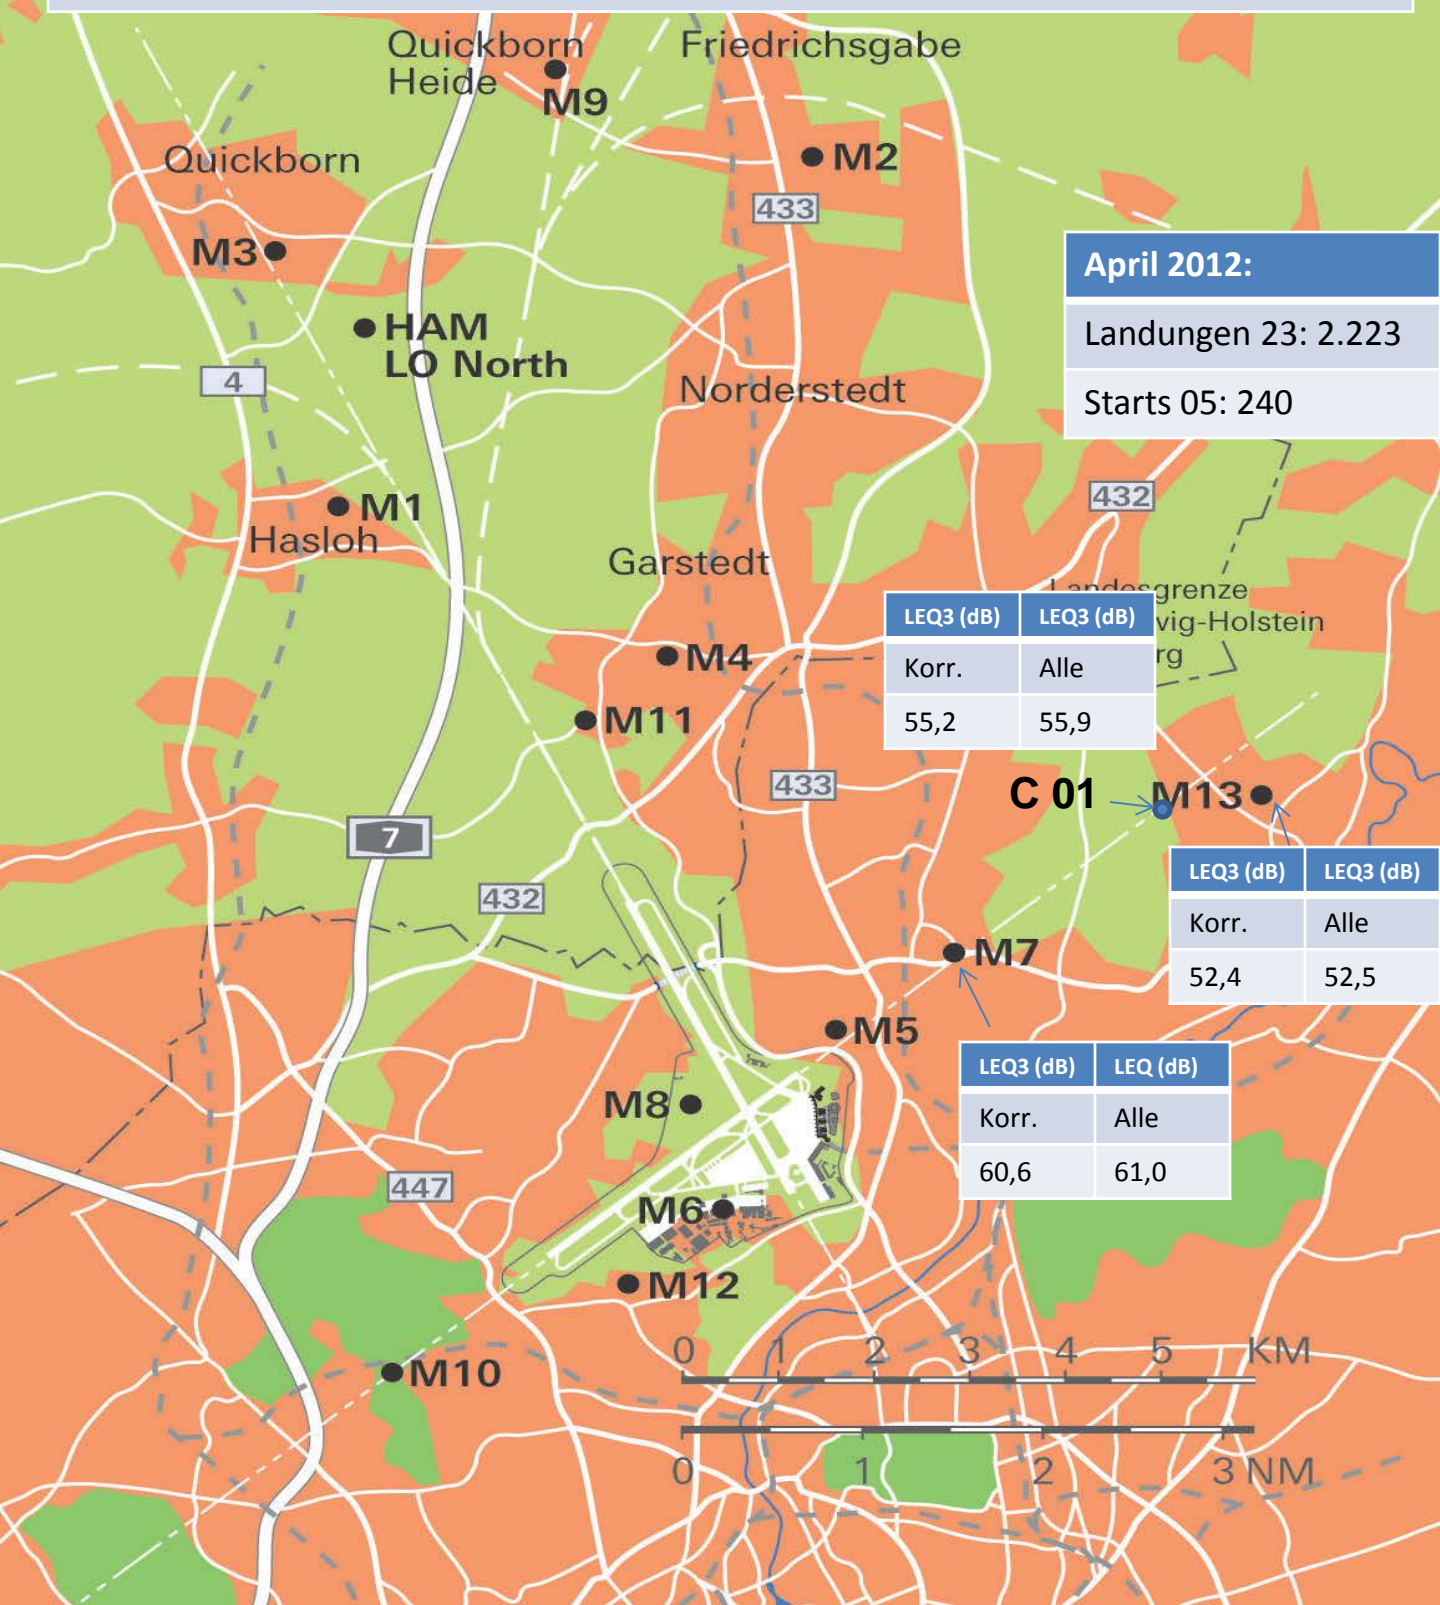 Quickborn
Heide
M9
Friedrichsgabe
Quickborn
M2
433
M3
April 2012:
Landungen 23: 2.223
Starts 05: 240
HAM
LO North
4
Norderstedt
432
M1
Hasloh
Garstedt
Landesgrenze
wig-Holstein
rg
LEQ3 (dB) LEQ3 (dB)
Korr. Alle
55,2 55,9
M4
M11
433
C 01
M13
7
432
LEQ3 (dB) LEQ3 (dB)
Korr. Alle
52,4 52,5
M7
M5
LEQ3 (dB) LEQ (dB)
Korr. Alle
60,6 61,0
M8
447
M6
M12
M10
0 1 2 3 4 5 KM
0 1 2 3 NM